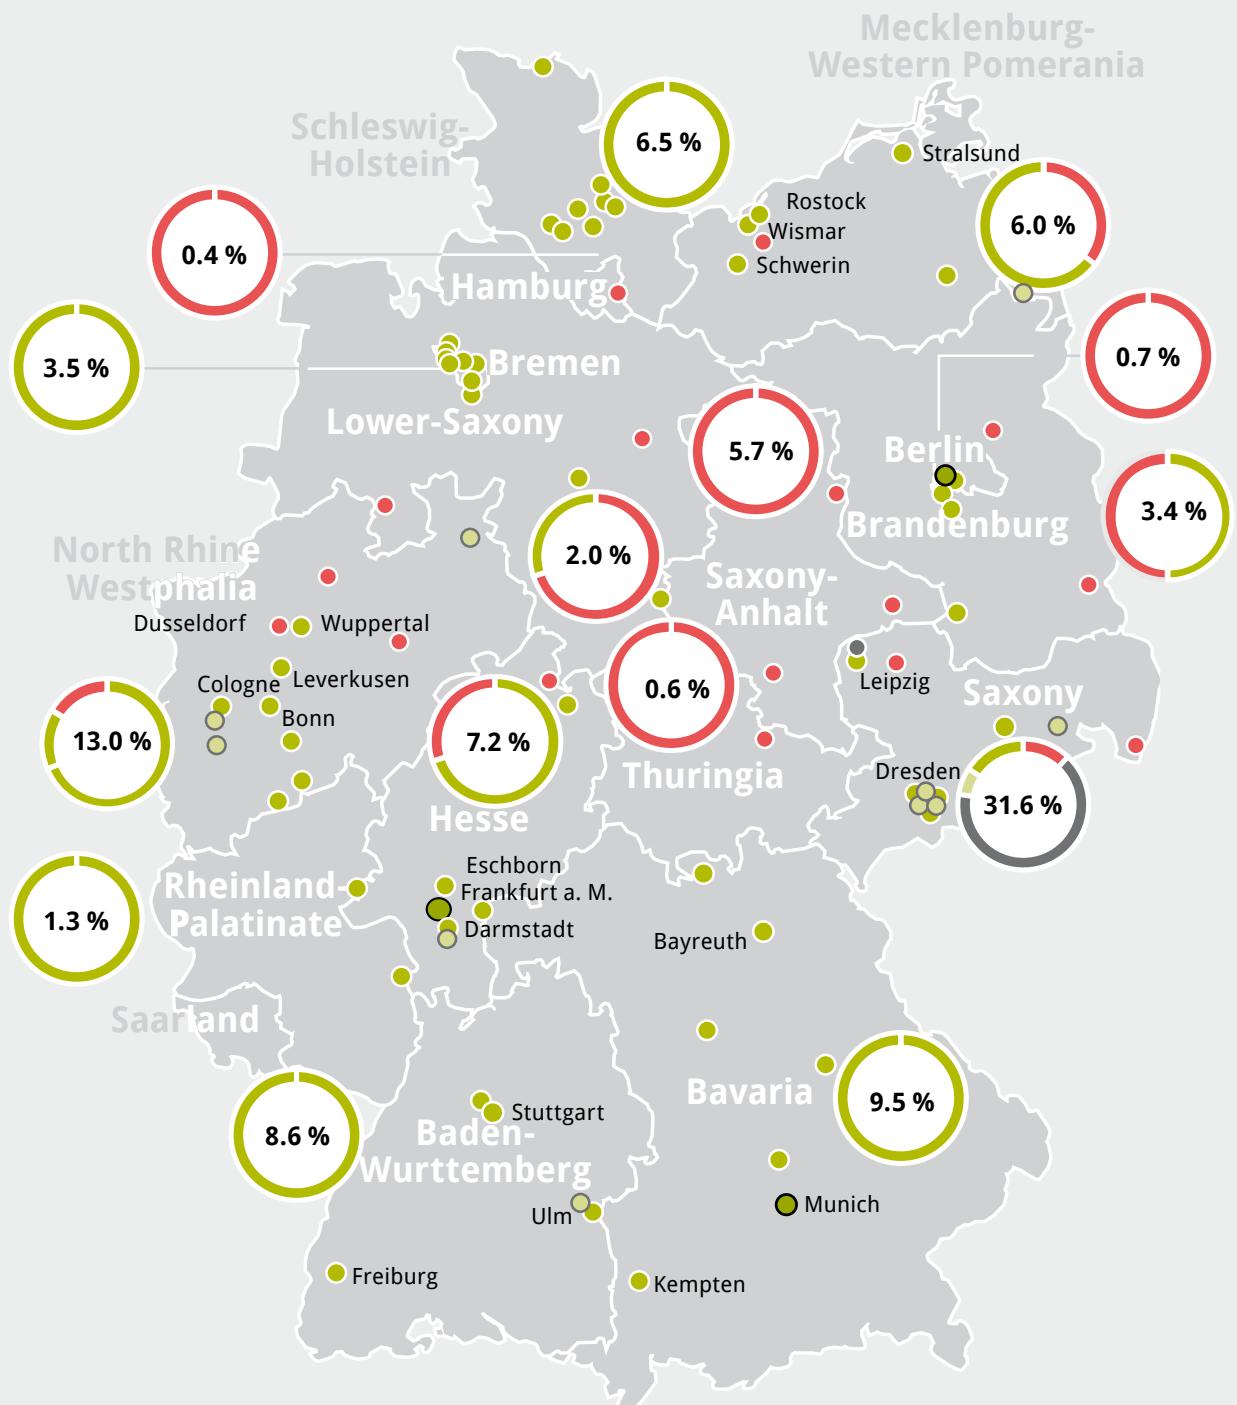 Mecklenburg-
Western Pomerania
Schleswig-
Holstein
6.5 %
Stralsund
Rostock
Wismar
6.0 %
0.4 %
Schwerin
Hamburg
3.5 %
Bremen
0.7 %
Lower-Saxony
5.7 %
Berlin
3.4 %
Brandenburg
North Rhine
Westphalia
2.0 %
Saxony-
Anhalt
Dusseldorf
Wuppertal
Cologne
Leverkusen
Bonn
0.6 %
Leipzig
Saxony
13.0 %
7.2 %
Thuringia
Dresden
31.6 %
Hesse
Eschborn
Frankfurt a. M.
Darmstadt
Rheinland-
Palatinate
1.3 %
Bayreuth
Saarland
Bavaria
9.5 %
8.6 %
Stuttgart
Baden-
Wurttemberg
Ulm
Munich
Freiburg
Kempten